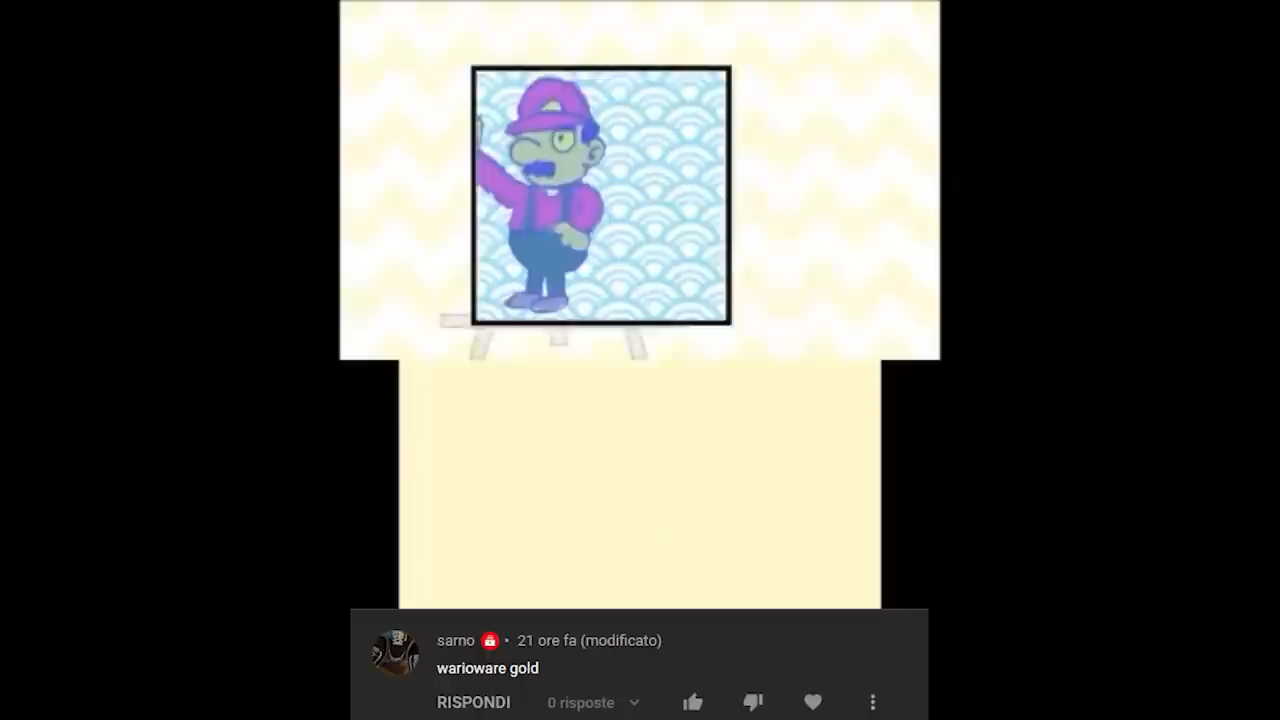 sarno • 21 ore fa (modificato)
warioware gold
RISPONDI 0 risposte